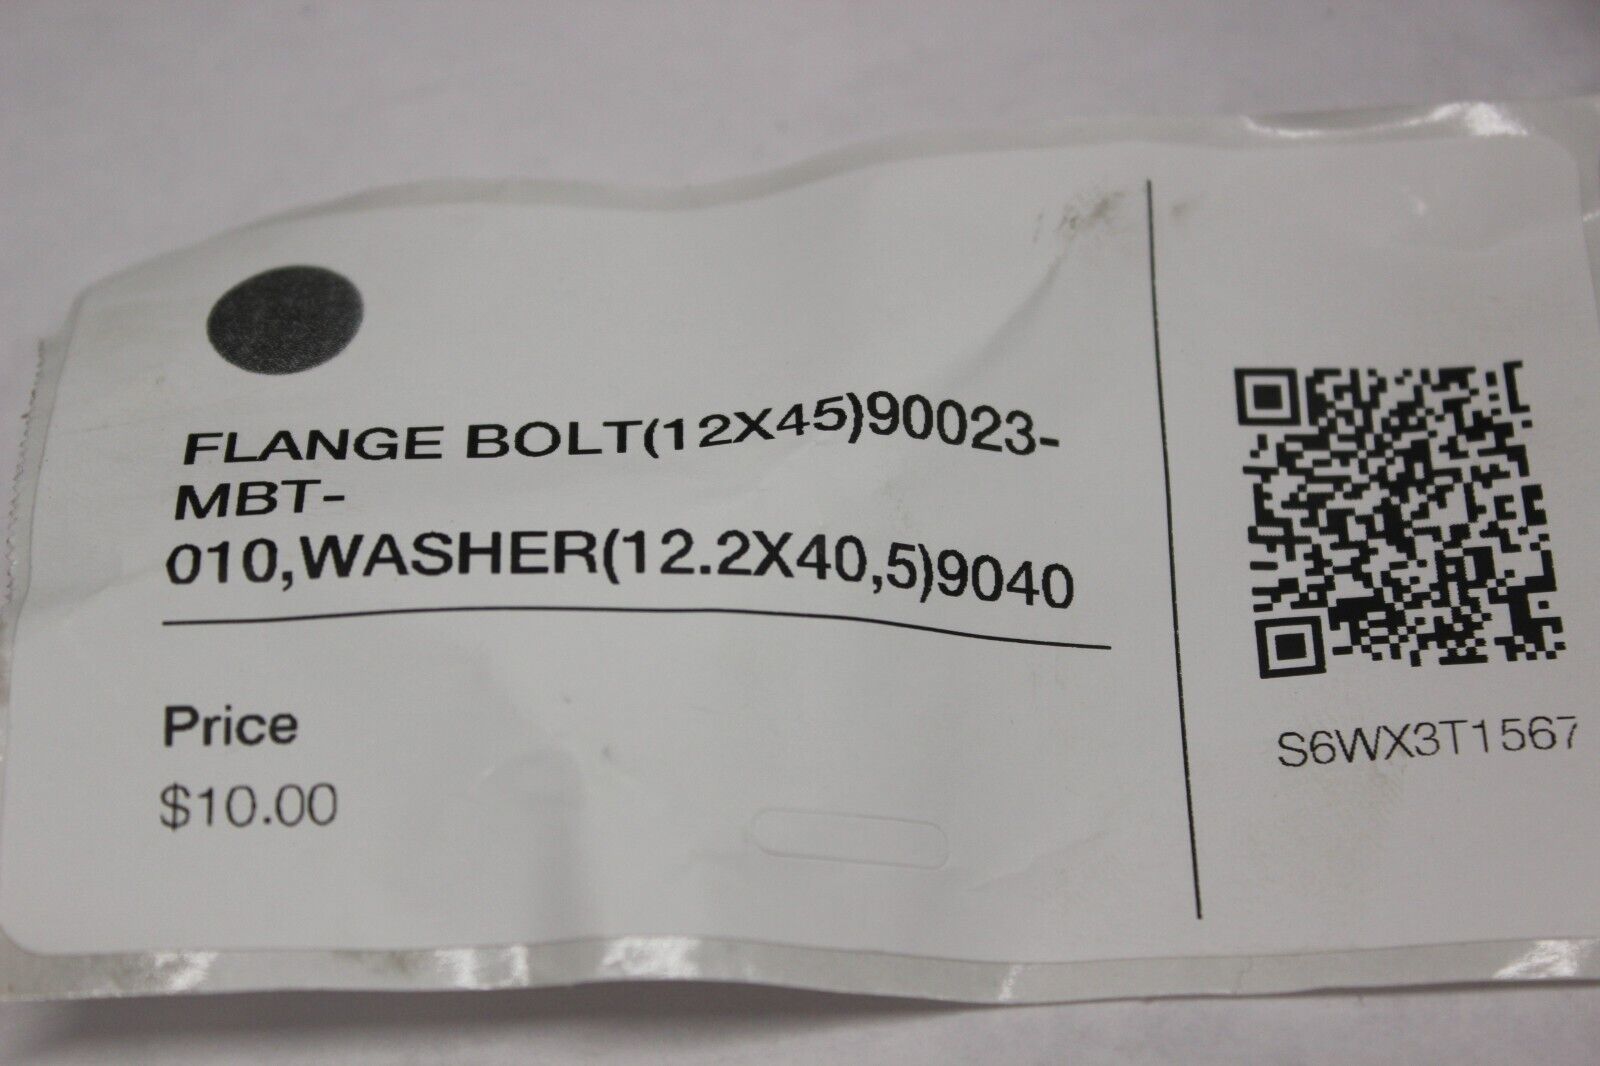 FLANGE BOLT(12X45)90023-
MBT-
010,WASHER(12.2X40,5)9040
Price
$10.00
S6WX3T1567